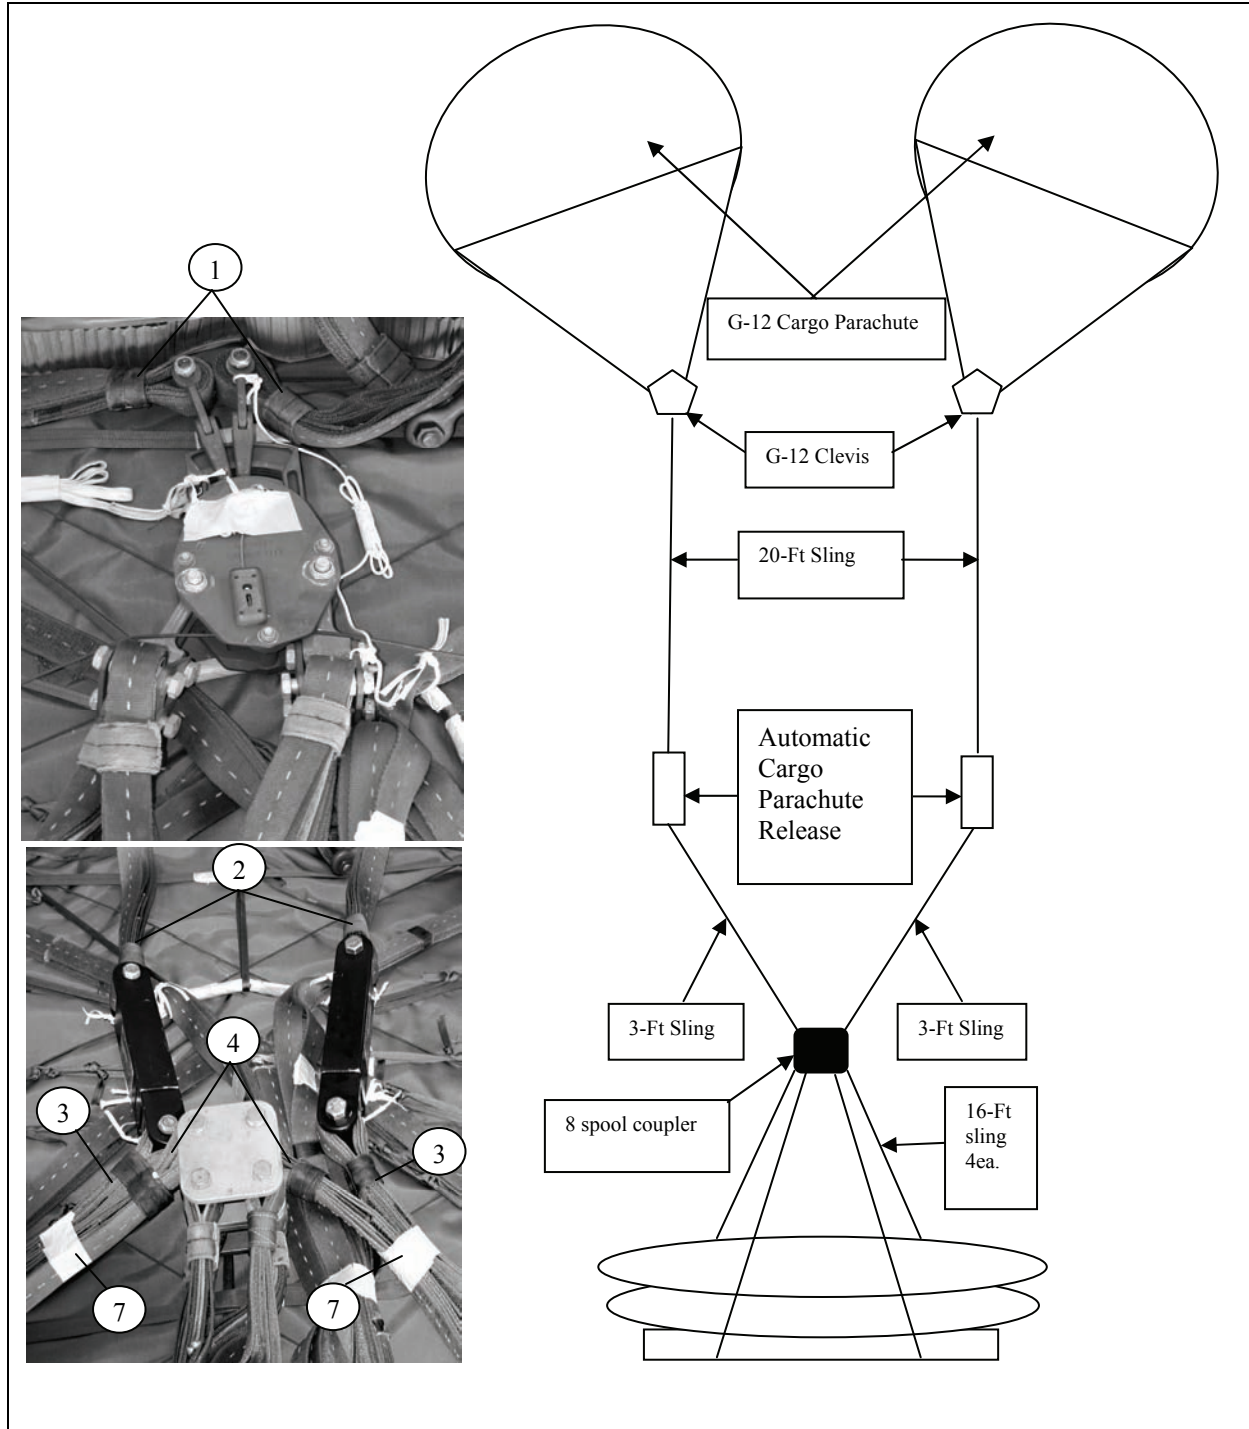 1
G-12 Cargo Parachute
G-12 Clevis
20-Ft Sling
Automatic
Cargo
Parachute
Release
2
4
3
3
7
7
3-Ft Sling
3-Ft Sling
8 spool coupler
16-Ft
sling
4ea.